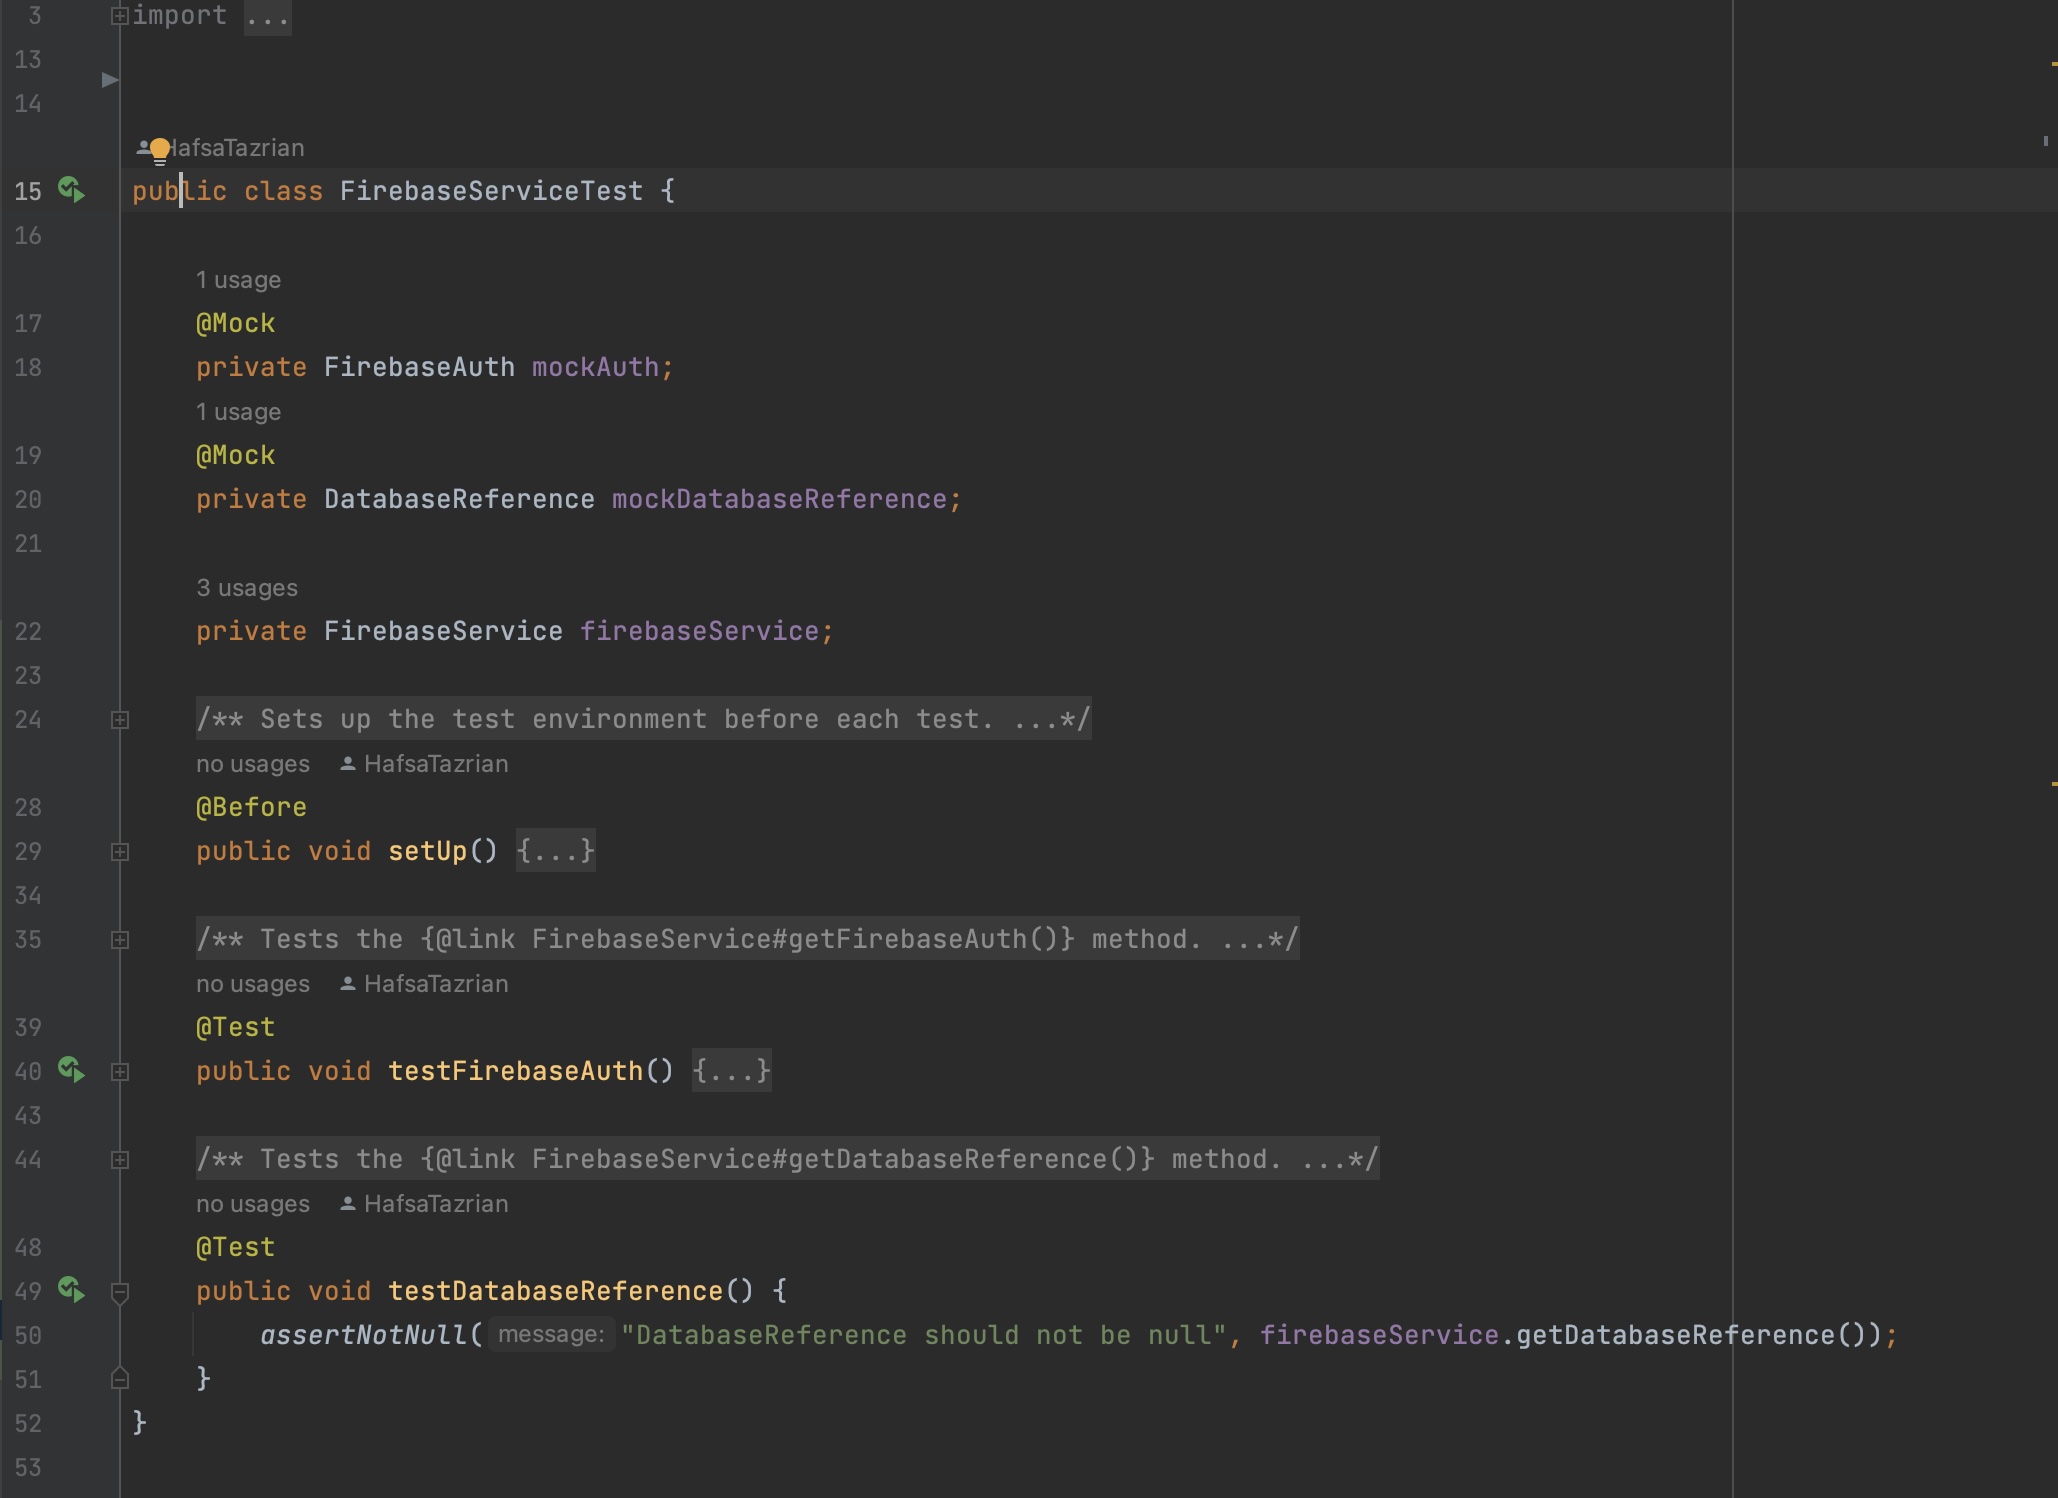 3 import ...
13
14
HafsaTazrian
15 public class FirebaseServiceTest {
16
1 usage
17 @Mock
18 private FirebaseAuth mockAuth;
1 usage
19 @Mock
20 private DatabaseReference mockDatabaseReference;
21
3 usages
22 private FirebaseService firebaseService;
23
24 /** Sets up the test environment before each test. ...*/
no usages HafsaTazrian
28 @Before
29 public void setUp() {...}
34
35 /** Tests the {@link FirebaseService#getFirebaseAuth()} method. ...*/
no usages HafsaTazrian
39 @Test
40 public void testFirebaseAuth() {...}
43
44 /** Tests the {@link FirebaseService#getDatabaseReference()} method. ...*/
no usages HafsaTazrian
48 @Test
49 public void testDatabaseReference() {
50 assertNotNull( message: "DatabaseReference should not be null", firebaseService.getDatabaseReference());
51 }
52 }
53